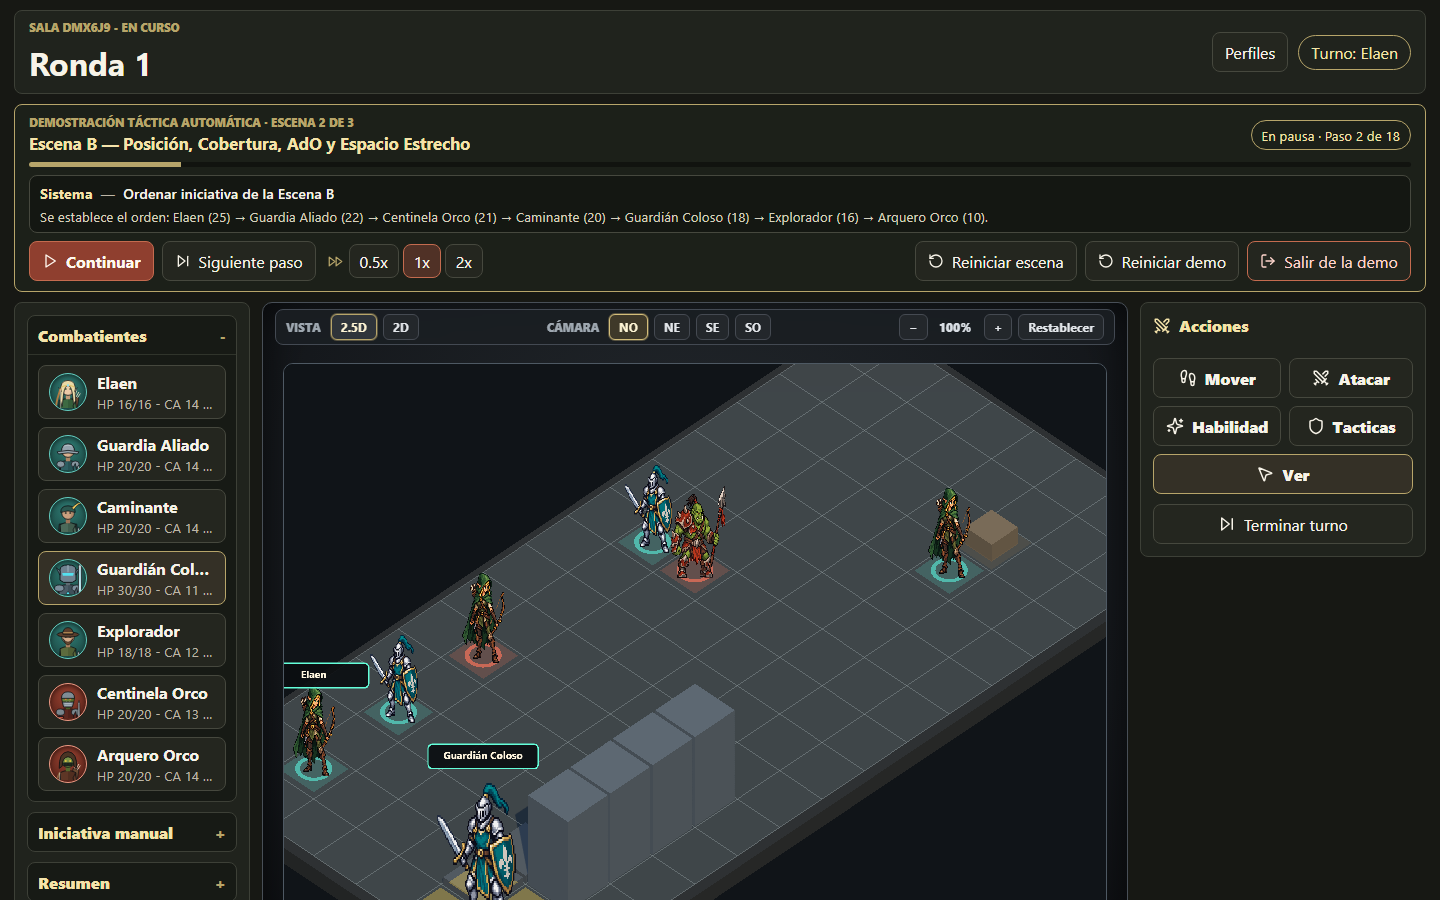 SALA DMX6J9 - EN CURSO
Ronda 1
Perfiles
Turno: Elaen
DEMOSTRACIÓN TÁCTICA AUTOMÁTICA · ESCENA 2 DE 3
Escena B — Posición, Cobertura, AdO y Espacio Estrecho
En pausa · Paso 2 de 18
Sistema — Ordenar iniciativa de la Escena B
Se establece el orden: Elaen (25) → Guardia Aliado (22) → Centinela Orco (21) → Caminante (20) → Guardián Coloso (18) → Explorador (16) → Arquero Orco (10).
Continuar
Siguiente paso
0.5x
1x
2x
Reiniciar escena
Reiniciar demo
Salir de la demo
Combatientes -
Elaen
HP 16/16 - CA 14 ...
Guardia Aliado
HP 20/20 - CA 14 ...
Caminante
HP 20/20 - CA 14 ...
Guardián Col...
HP 30/30 - CA 11 ...
Explorador
HP 18/18 - CA 12 ...
Centinela Orco
HP 20/20 - CA 13 ...
Arquero Orco
HP 20/20 - CA 14 ...
Iniciativa manual +
Resumen +
VISTA 2.5D 2D
CÁMARA NO NE SE SO
– 100% + Restablecer
Elaen
Guardián Coloso
Acciones
Mover
Atacar
Habilidad
Tacticas
Ver
Terminar turno